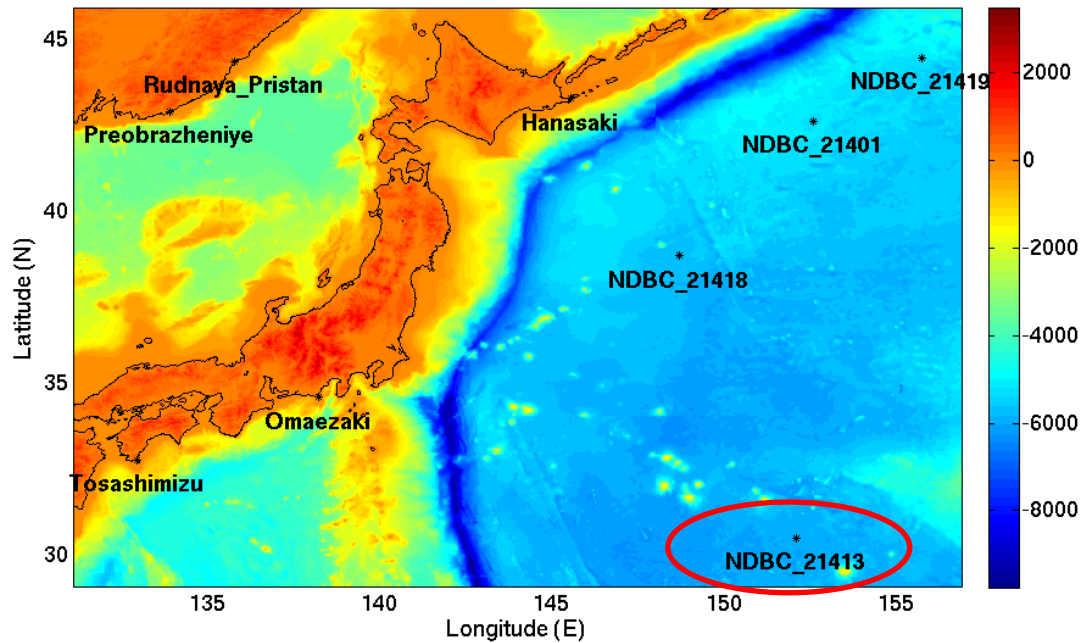 45
2000
Rudnaya_Pristan
NDBC_21419
Preobrazheniye
Hanasaki
NDBC_21401
0
40
-2000
NDBC_21418
Latitude (N)
-4000
35
Omaezaki
-6000
Tosashimizu
-8000
30
NDBC_21413
135
140
145
150
155
Longitude (E)